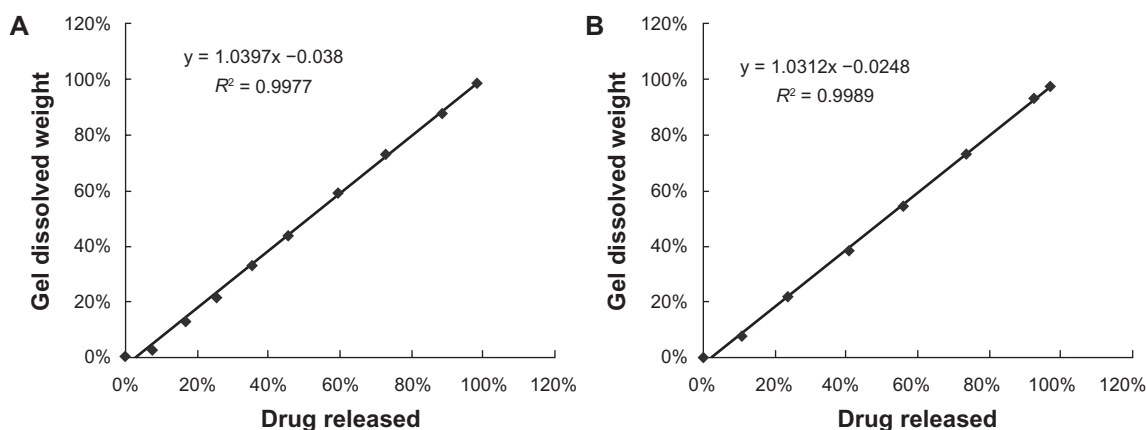 A
120%
100%
80%
60%
40%
20%
0%
Gel dissolved weight
y = 1.0397x −0.038
R² = 0.9977
0% 20% 40% 60% 80% 100% 120%
Drug released
B
120%
100%
80%
60%
40%
20%
0%
Gel dissolved weight
y = 1.0312x −0.0248
R² = 0.9989
0% 20% 40% 60% 80% 100% 120%
Drug released